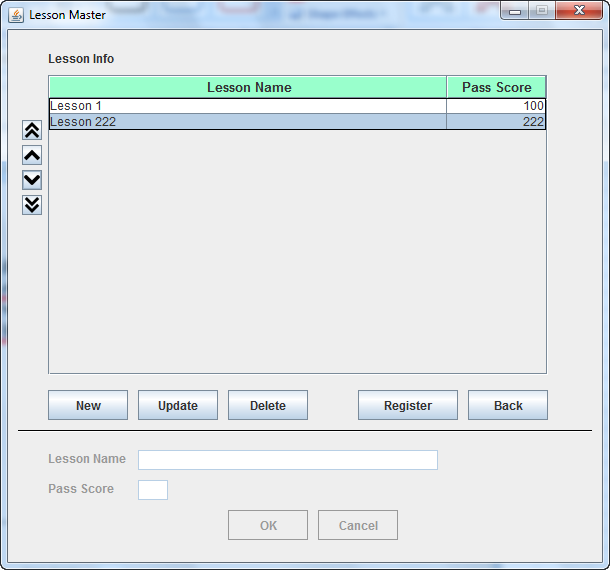 Lesson Master
Lesson Info
Lesson Name Pass Score
Lesson 1 100
Lesson 222 222
New Update Delete Register Back
Lesson Name
Pass Score
OK Cancel